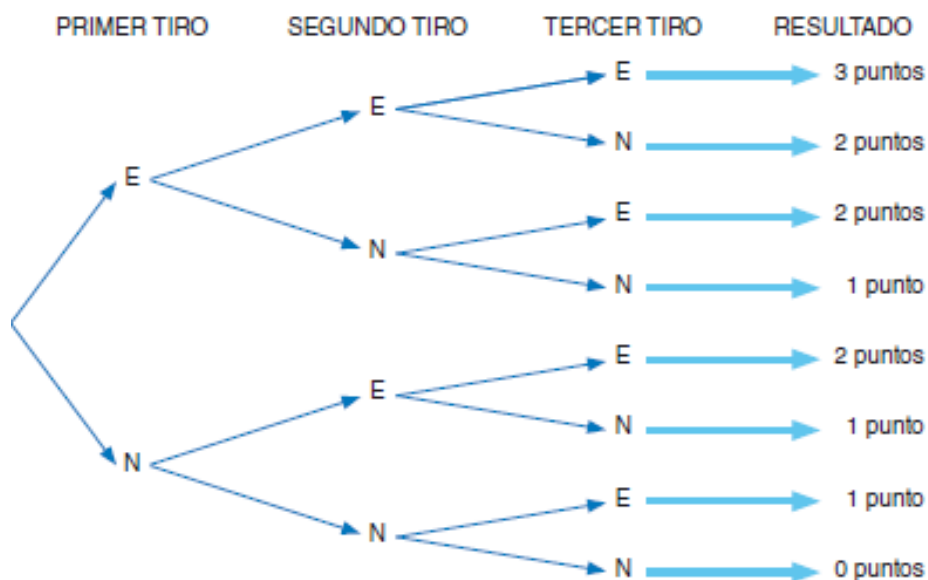 PRIMER TIRO SEGUNDO TIRO TERCER TIRO RESULTADO
E 3 puntos
E
N 2 puntos
E
E 2 puntos
N
N 1 punto
E 2 puntos
E
N 1 punto
N
E 1 punto
N
N 0 puntos